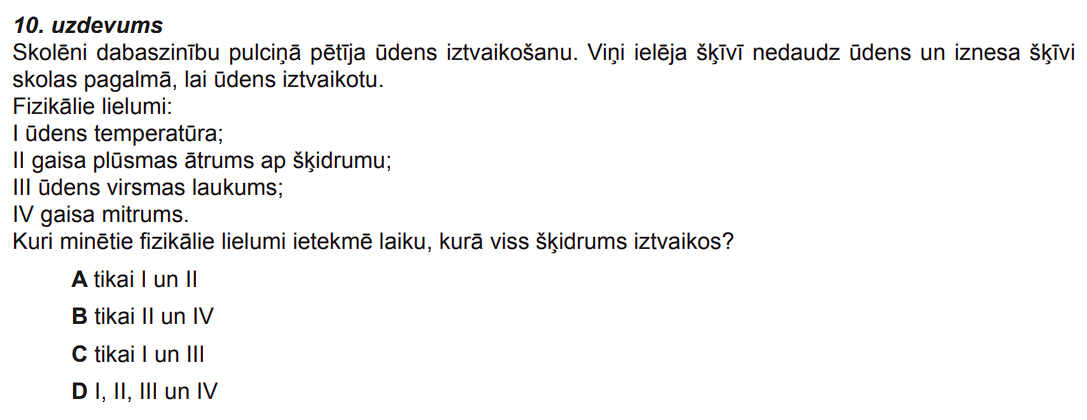 10. uzdevums
Skolēni dabaszinību pulciņā pētīja ūdens iztvaikošanu. Viņi ielēja šķīvī nedaudz ūdens un iznesa šķīvi
skolas pagalmā, lai ūdens iztvaikotu.
Fizikālie lielumi:
I ūdens temperatūra;
II gaisa plūsmas ātrums ap šķidrumu;
III ūdens virsmas laukums;
IV gaisa mitrums.
Kuri minētie fizikālie lielumi ietekmē laiku, kurā viss šķidrums iztvaikos?
A tikai I un II
B tikai II un IV
C tikai I un III
D I, II, III un IV